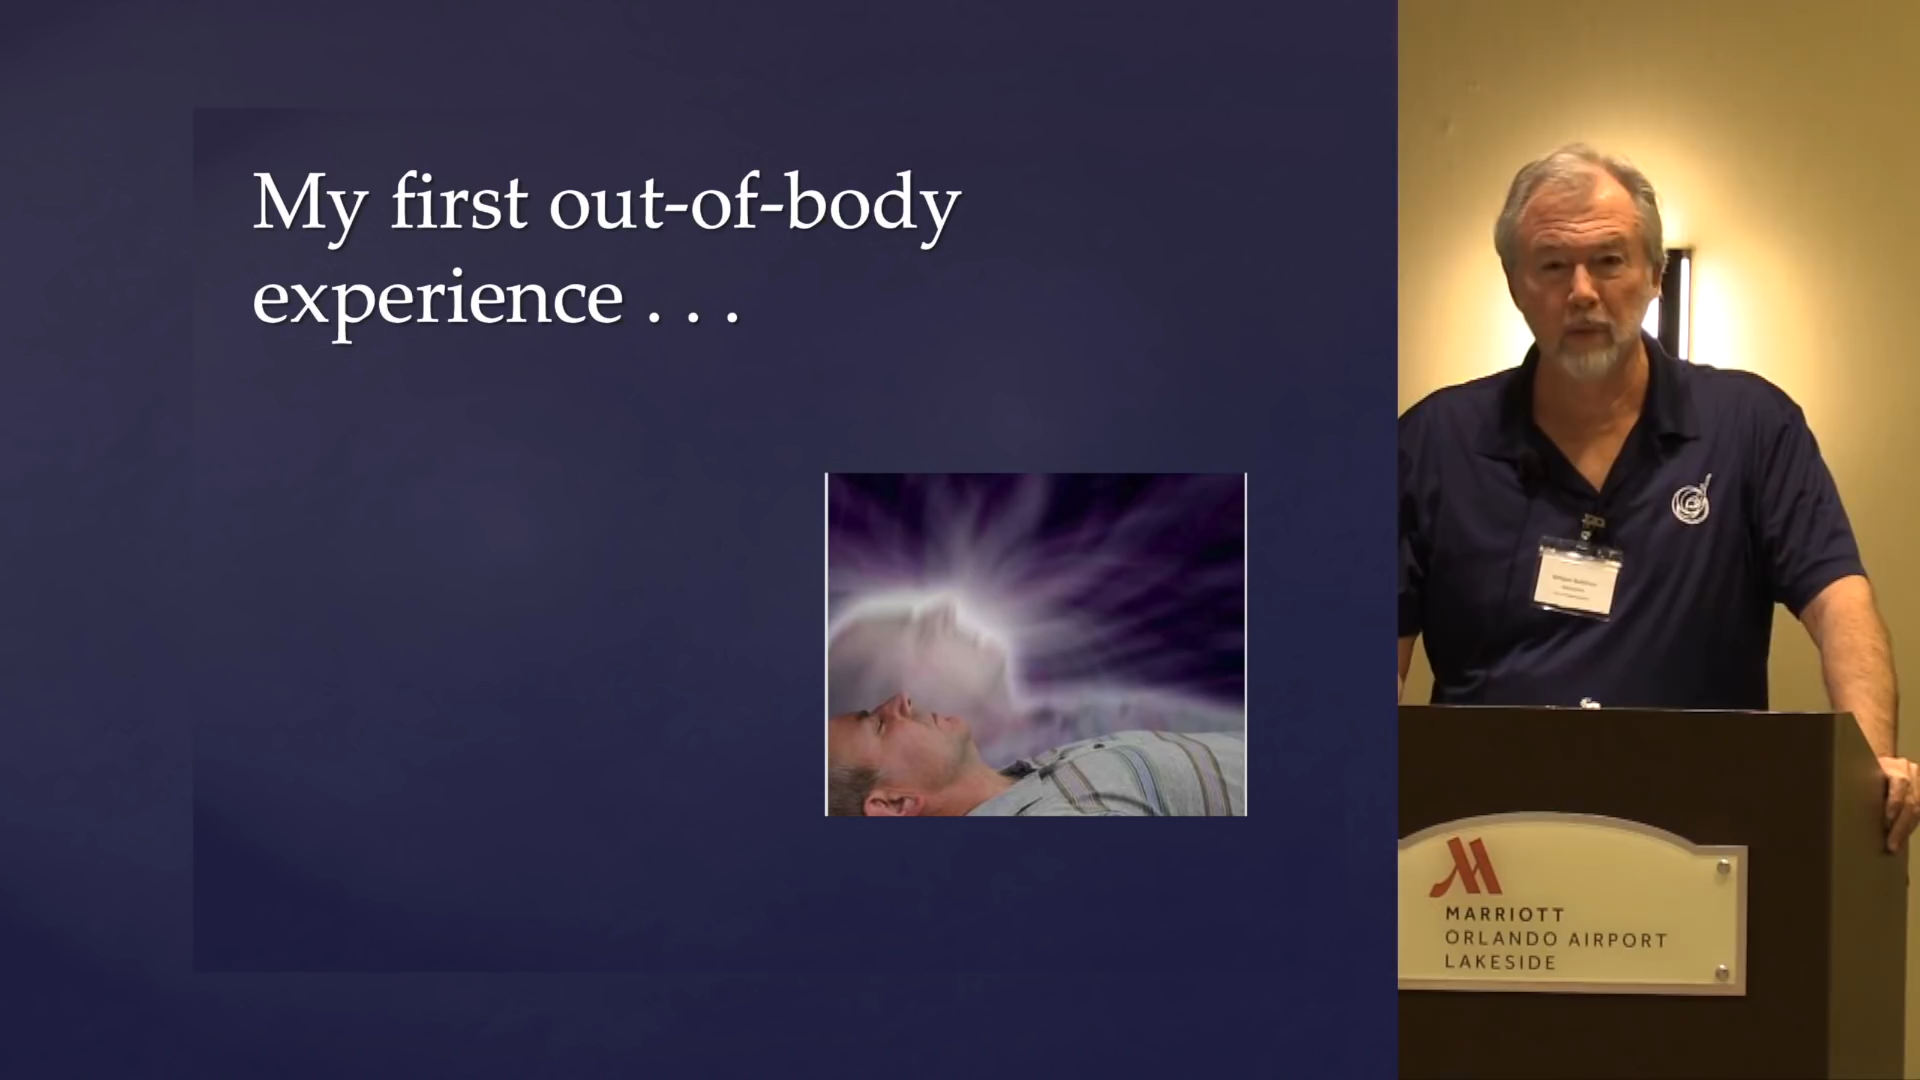 My first out-of-body
experience . . .
MARRIOTT
ORLANDO AIRPORT
LAKESIDE